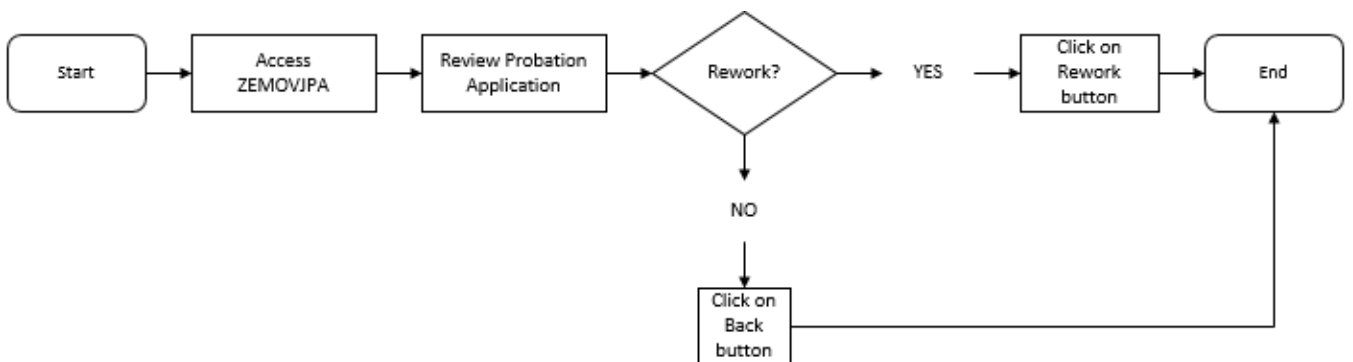 Start
Access
ZEMOVJPA
Review Probation
Application
Rework?
YES
Click on
Rework
button
End
NO
Click on
Back
button